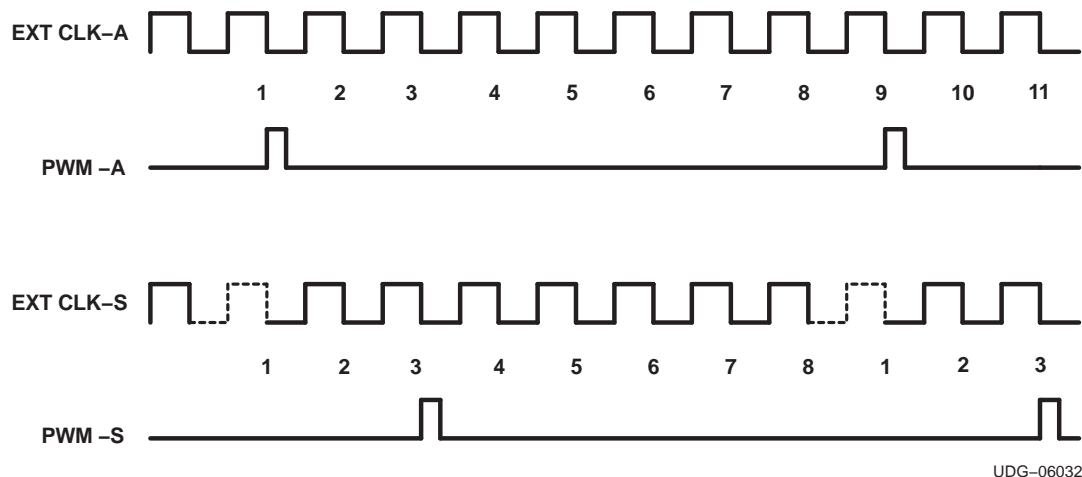 EXT CLK–A
1 2 3 4 5 6 7 8 9 10 11
PWM –A
EXT CLK–S
1 2 3 4 5 6 7 8 1 2 3
PWM –S
UDG–06032